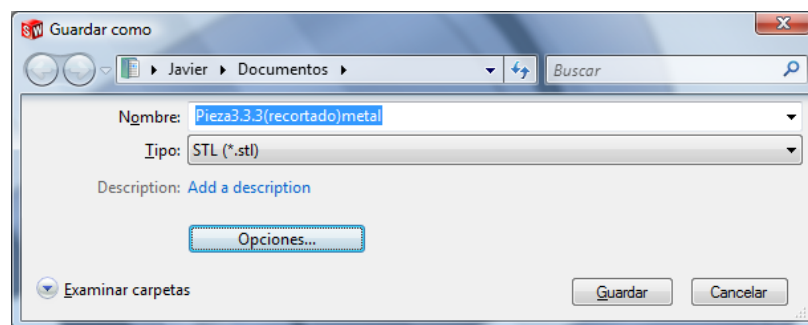 SW Guardar como
Javier Documentos Buscar
Nombre: Pieza3.3.3(recortado)metal
Tipo: STL (*.stl)
Description: Add a description
Opciones...
Examinar carpetas Guardar Cancelar